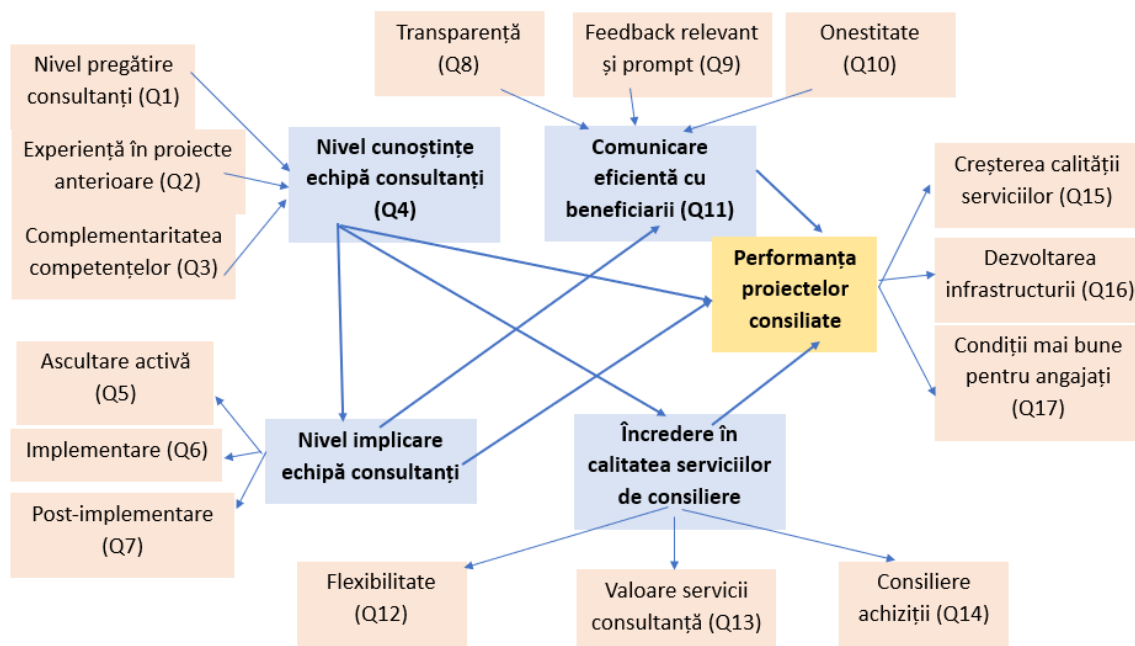 Transparență
(Q8)
Feedback relevant
și prompt (Q9)
Onestitate
(Q10)
Nivel pregătire
consultanți (Q1)
Experiență în proiecte
anterioare (Q2)
Complementaritatea
competențelor (Q3)
Nivel cunoștințe
echipă consultanți
(Q4)
Comunicare
eficientă cu
beneficiarii (Q11)
Performanța
proiectelor
consiliate
Creșterea calității
serviciilor (Q15)
Dezvoltarea
infrastructurii (Q16)
Condiții mai bune
pentru angajați
(Q17)
Ascultare activă
(Q5)
Implementare (Q6)
Post-implementare
(Q7)
Nivel implicare
echipă consultanți
Încredere în
calitatea serviciilor
de consiliere
Flexibilitate
(Q12)
Valoare servicii
consultanță (Q13)
Consiliere
achiziții (Q14)